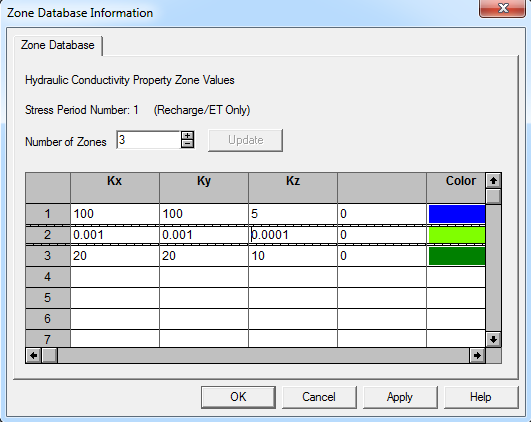 Zone Database Information
Zone Database
Hydraulic Conductivity Property Zone Values
Stress Period Number: 1 (Recharge/ET Only)
Number of Zones 3 Update
Kx Ky Kz Color
1 100 100 5 0
2 0.001 0.001 0.0001 0
3 20 20 10 0
4
5
6
7
OK Cancel Apply Help